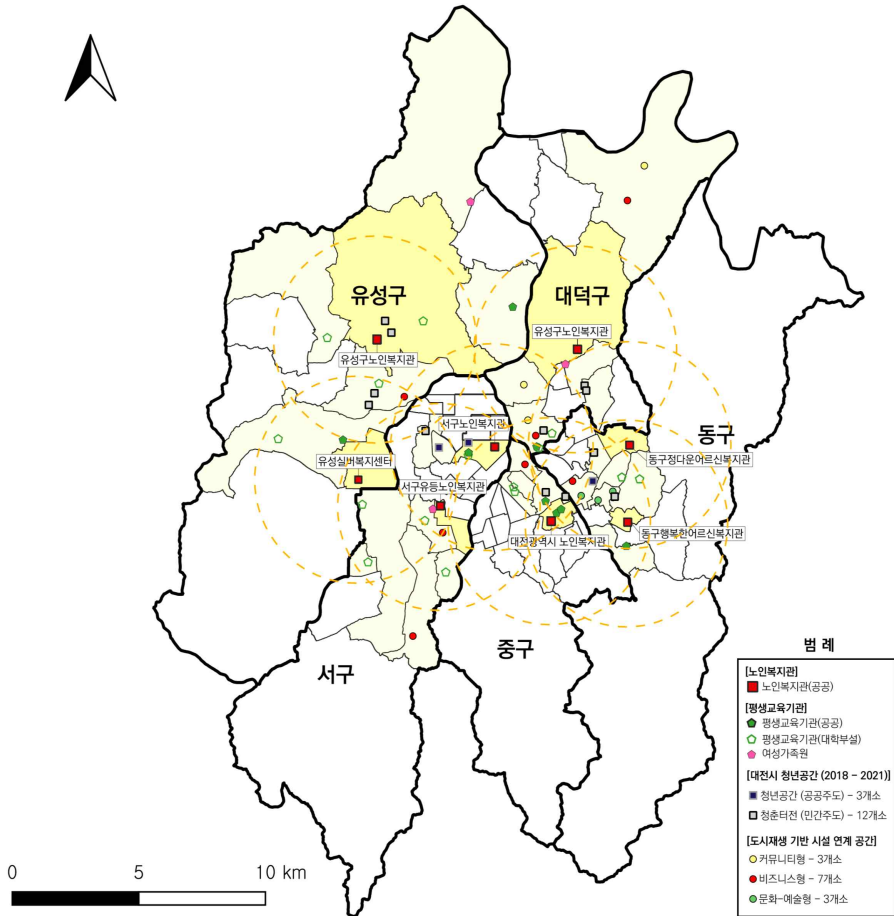 유성구
대덕구
유성구노인복지관
유성구노인복지관
서구노인복지관
동구
동구정다운어르신복지관
유성실버복지센터
서구유등노인복지관
동구행복한어르신복지관
대전광역시 노인복지관
서구
중구
0 5 10 km
범 례
[노인복지관]
노인복지관(공공)
[평생교육기관]
평생교육기관(공공)
평생교육기관(대학부설)
여성가족원
[대전시 청년공간 (2018 - 2021)]
청년공간 (공공주도) - 3개소
청춘터전 (민간주도) - 12개소
[도시재생 기반 시설 연계 공간]
커뮤니티형 - 3개소
비즈니스형 - 7개소
문화-예술형 - 3개소